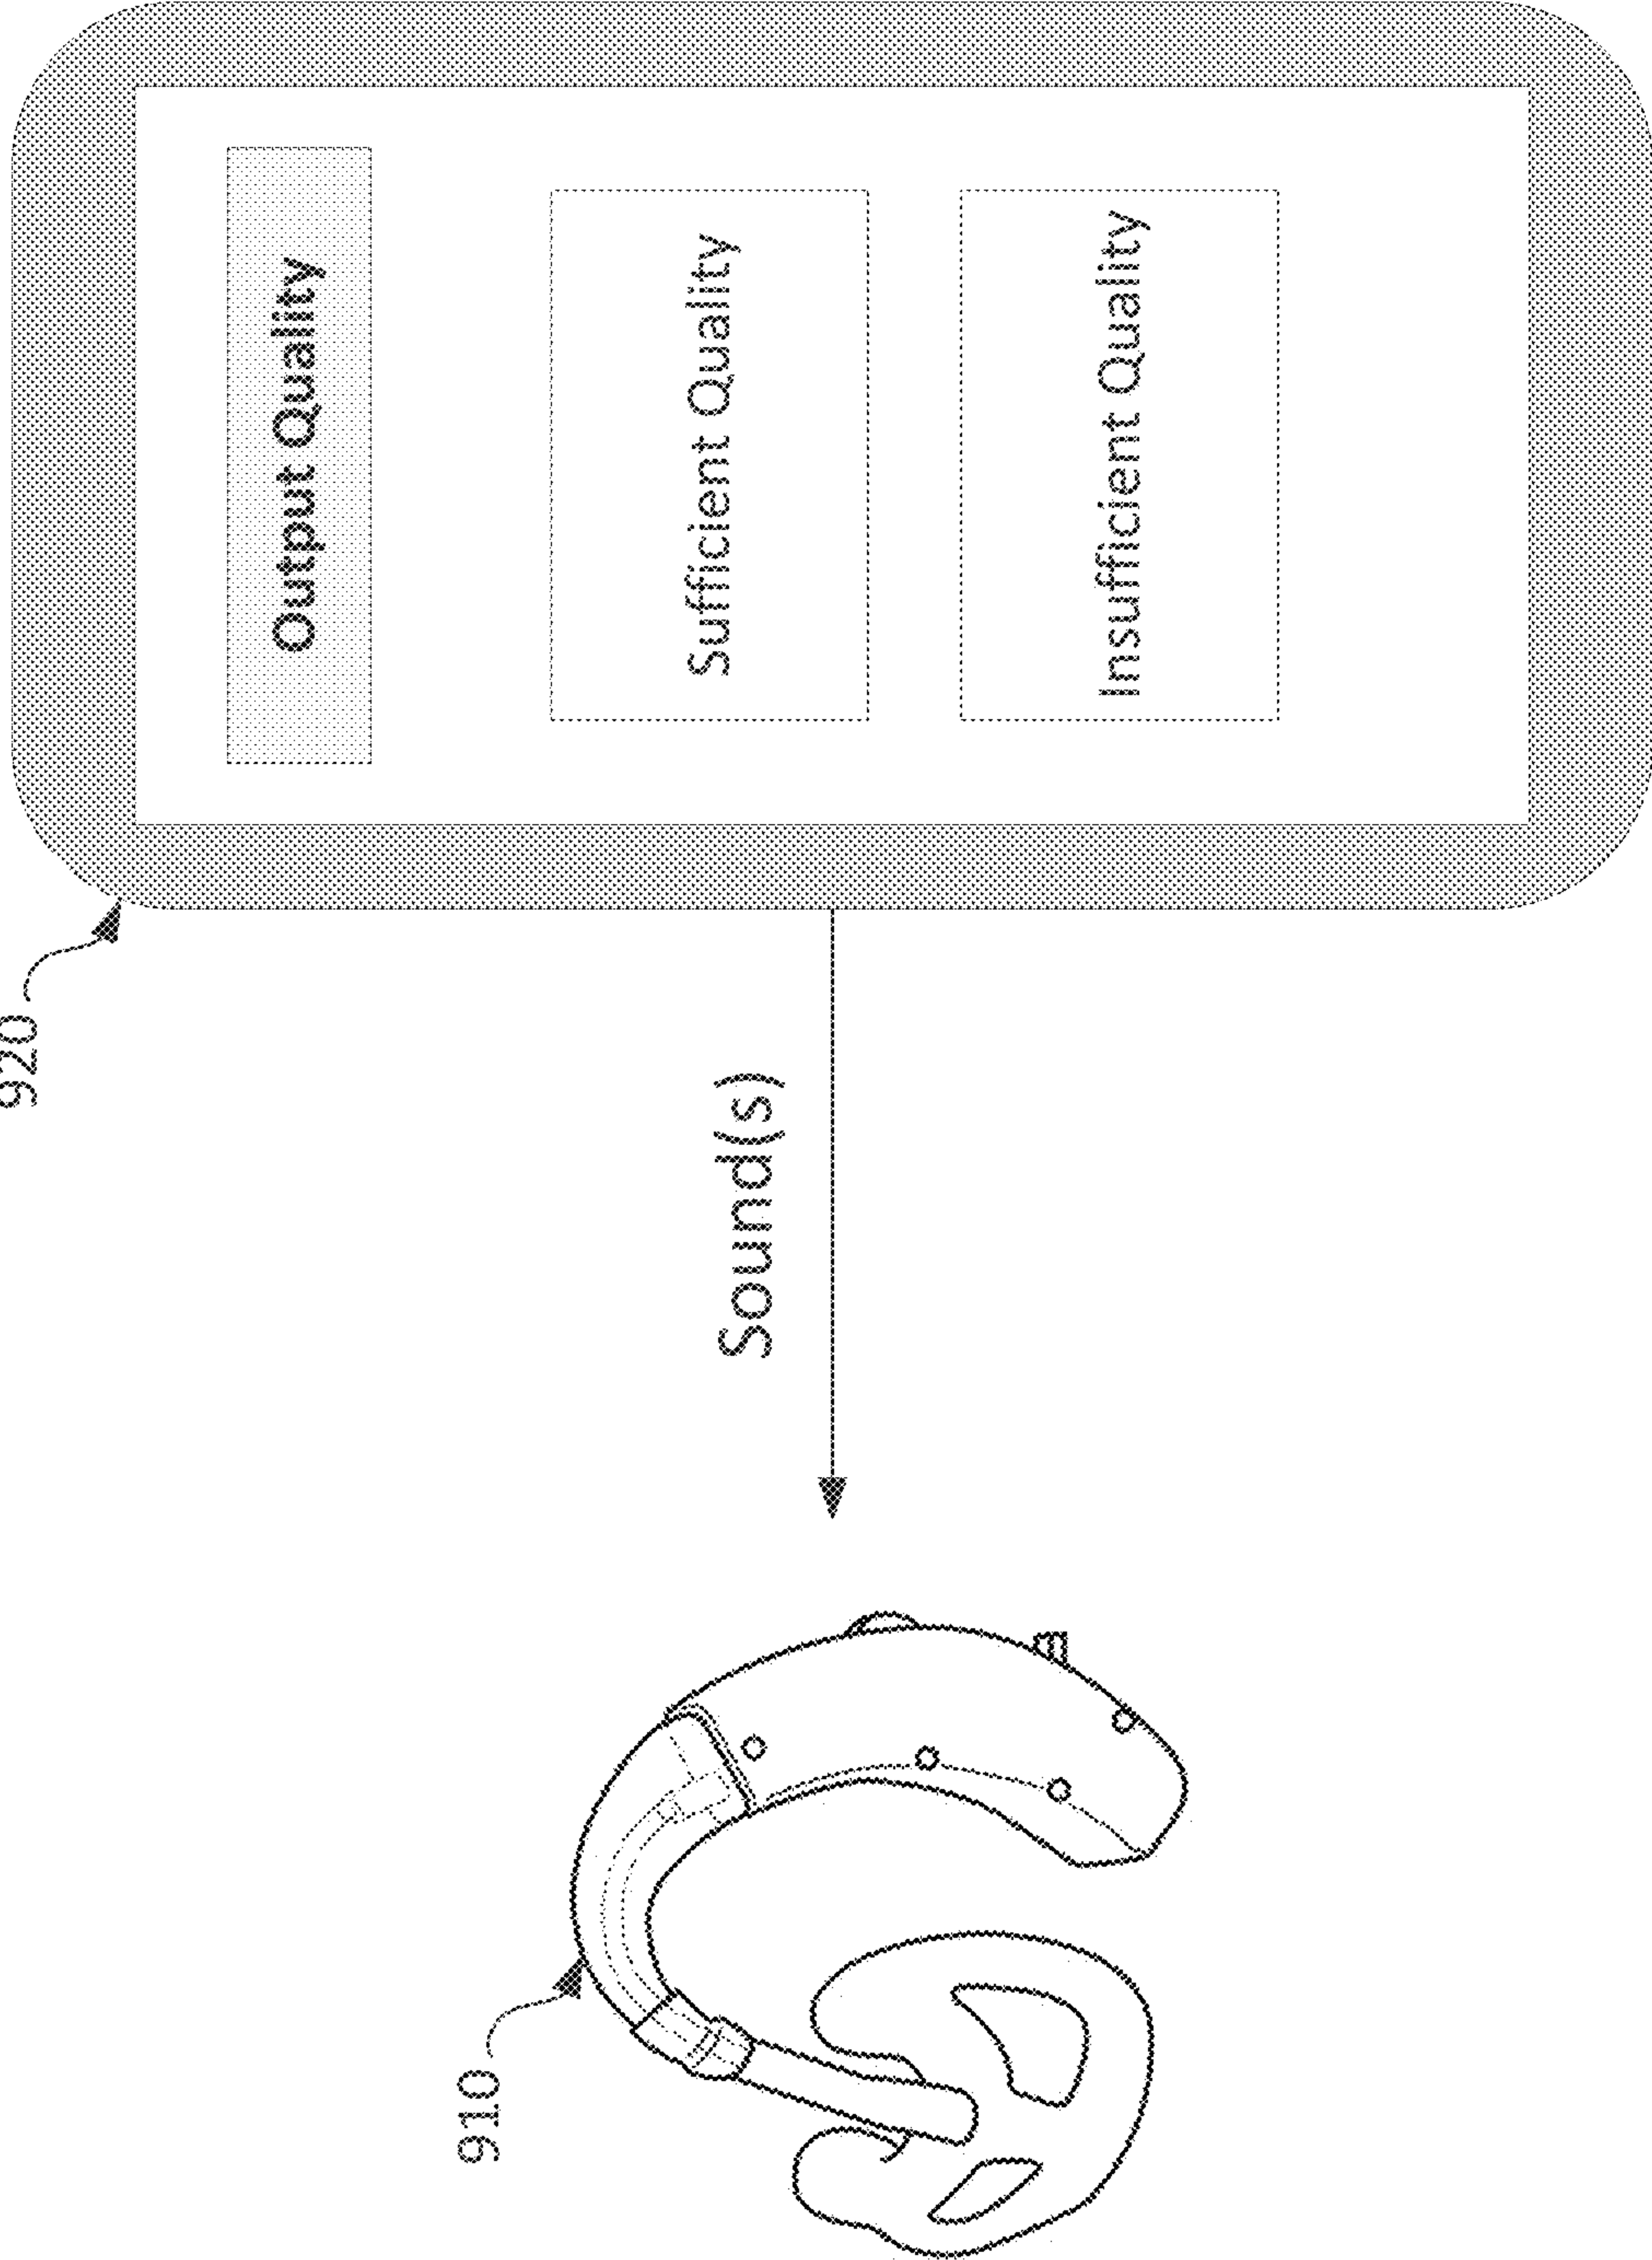 920
Output Quality
Sufficient Quality
Insufficient Quality
Sound(s)
910